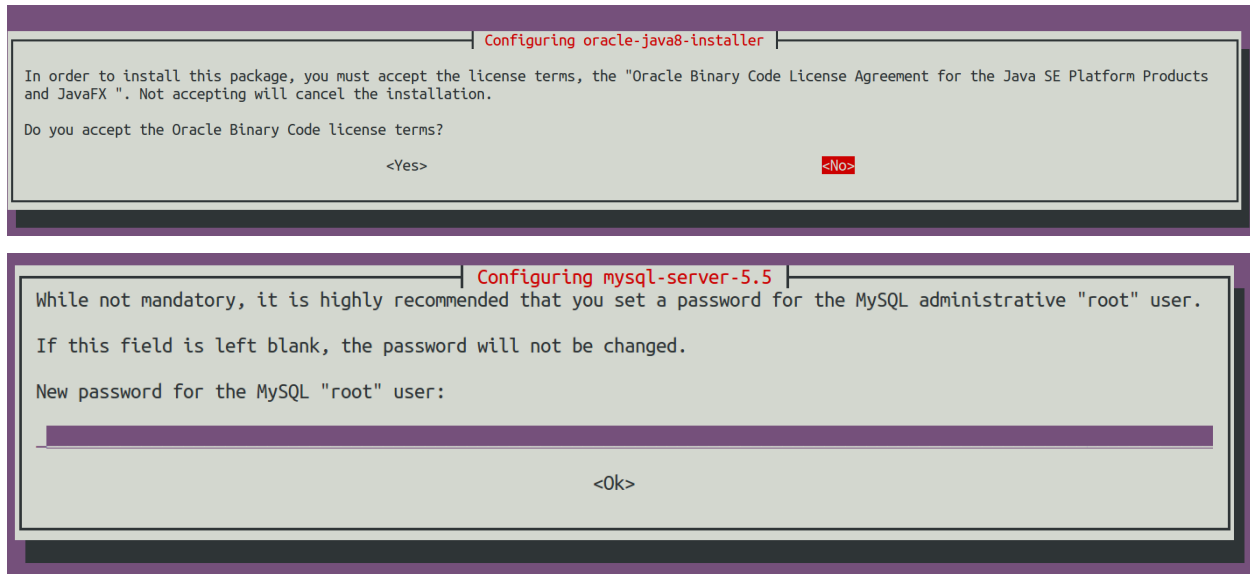 Configuring oracle-java8-installer
In order to install this package, you must accept the license terms, the "Oracle Binary Code License Agreement for the Java SE Platform Products
and JavaFX ". Not accepting will cancel the installation.
Do you accept the Oracle Binary Code license terms?
<Yes> <No>
Configuring mysql-server-5.5
While not mandatory, it is highly recommended that you set a password for the MySQL administrative "root" user.
If this field is left blank, the password will not be changed.
New password for the MySQL "root" user:
<Ok>